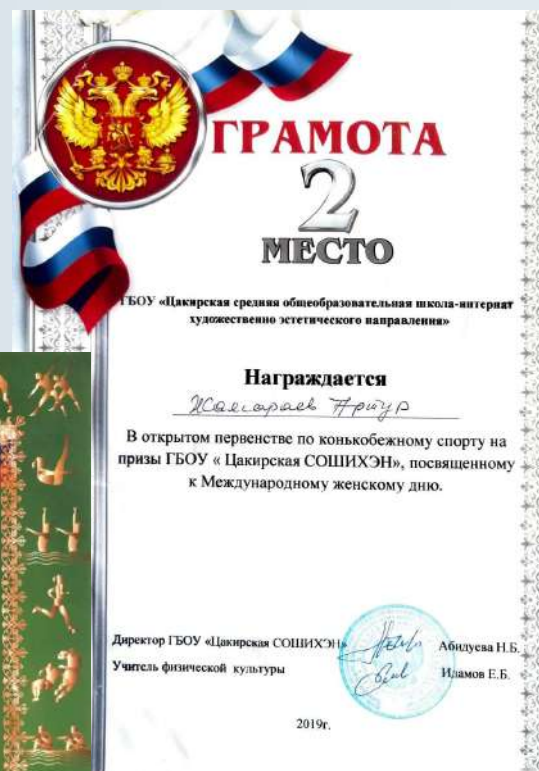 ГРАМОТА
2
МЕСТО
ГБОУ «Цакирская средняя общеобразовательная школа-интернат
художественно эстетического направления»
Награждается
Артур
В открытом первенстве по конькобежному спорту на
призы ГБОУ « Цакирская СОШИХЭН», посвященному
к Международному женскому дню.
Директор ГБОУ «Цакирская СОШИХЭН» Абидуева Н.Б.
Учитель физической культуры Идамов Е.Б.
2019г.